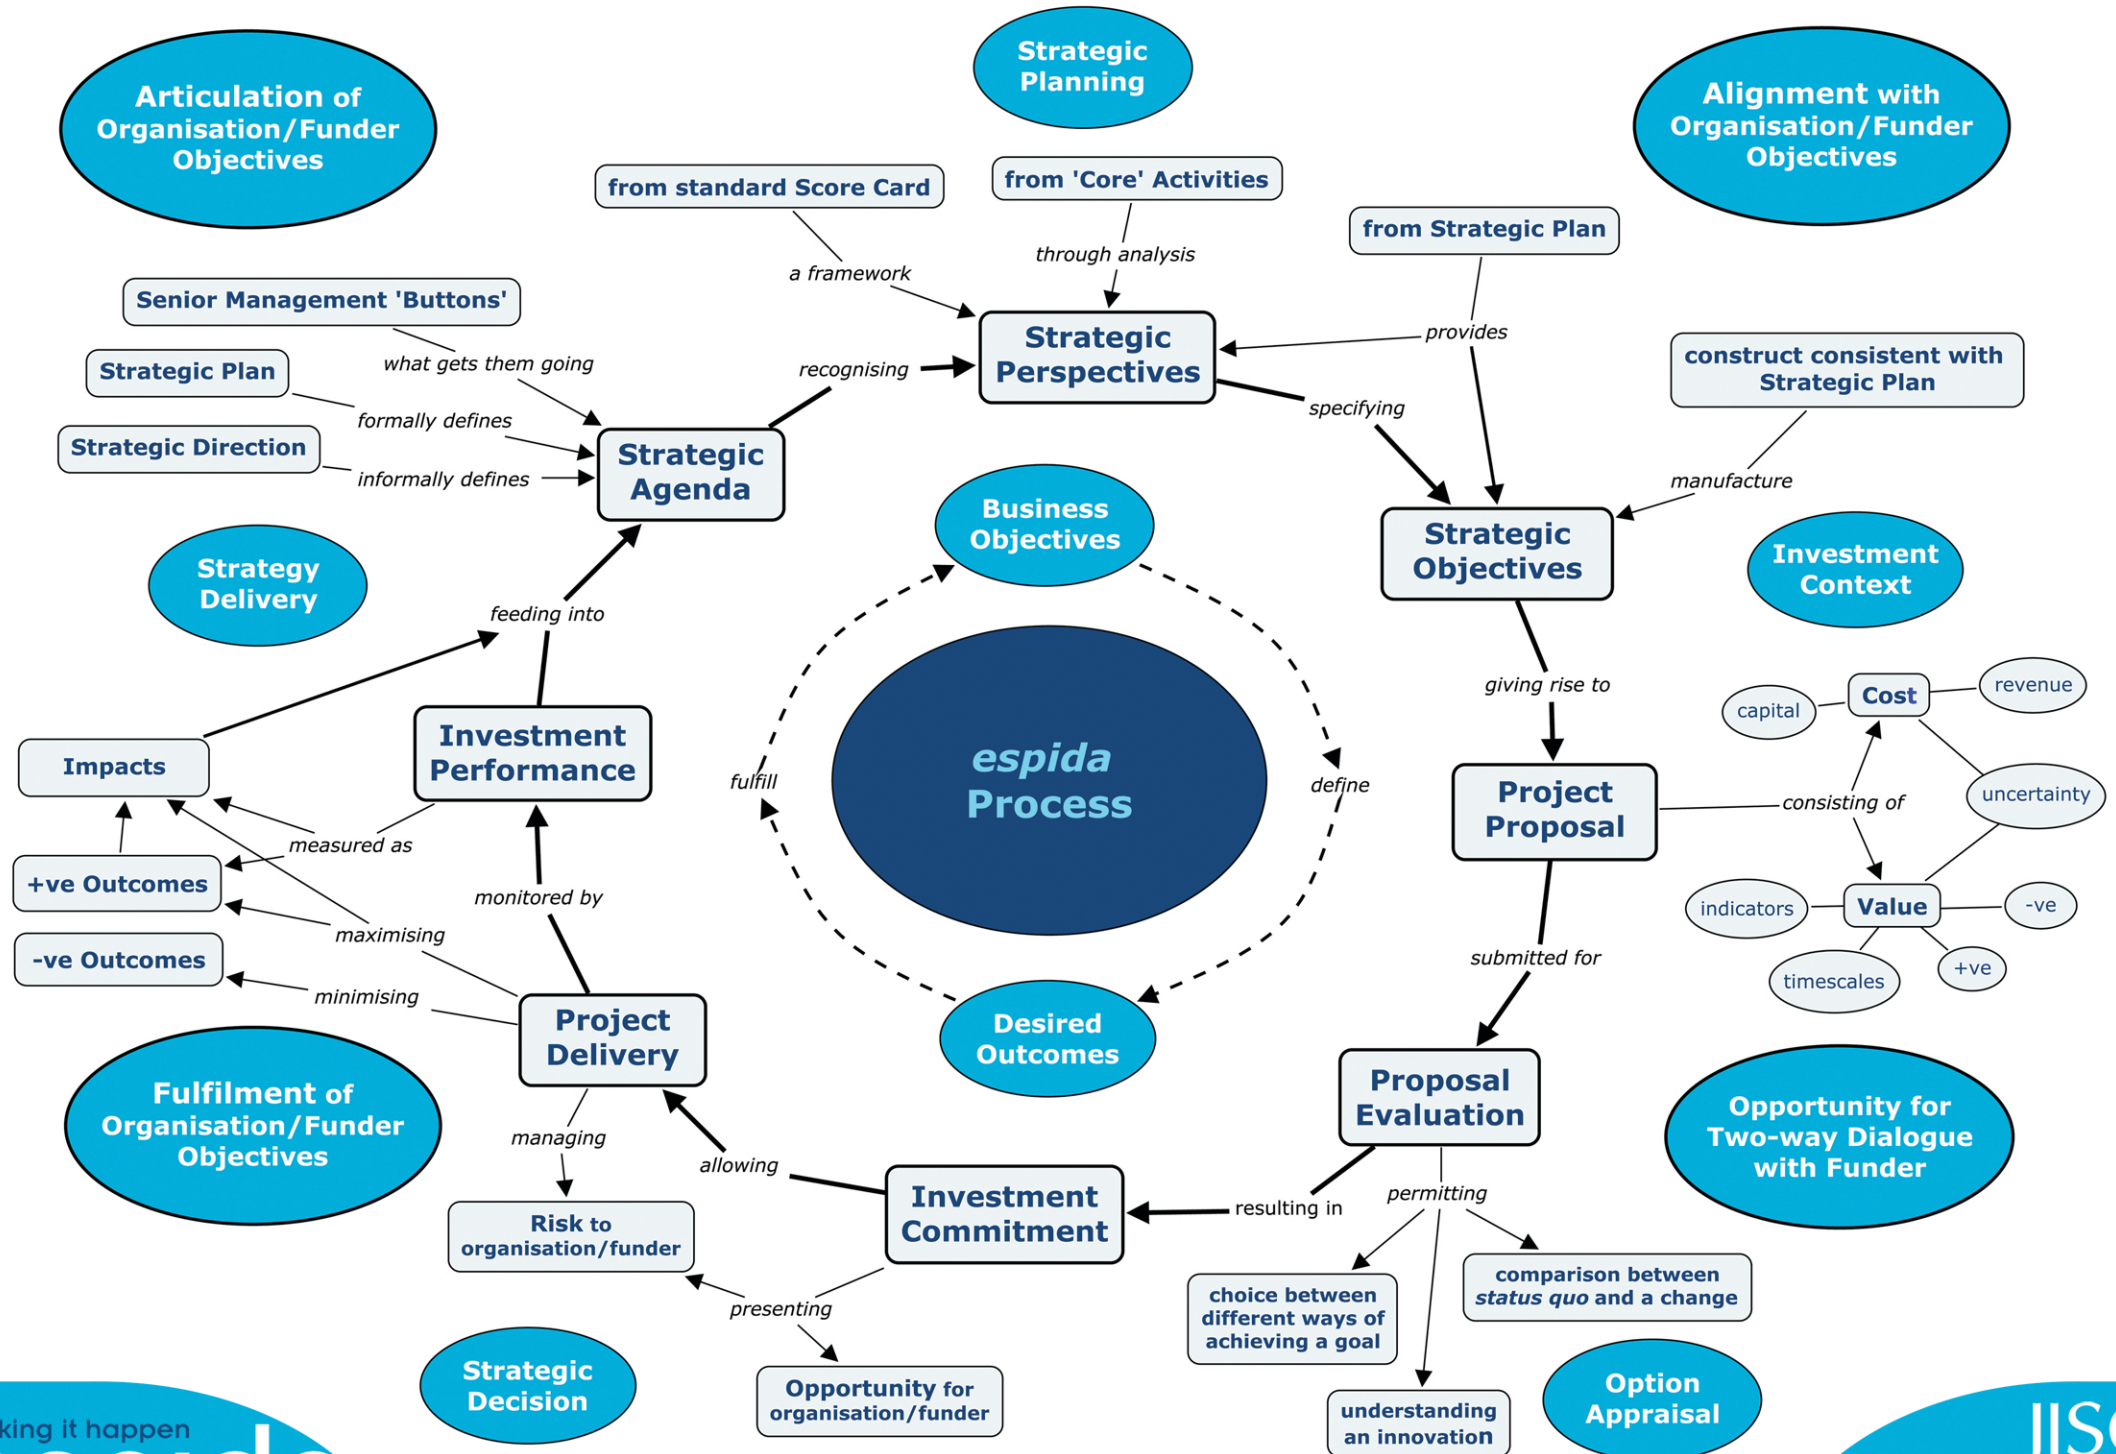 Strategic
Planning
Articulation of
Organisation/Funder
Objectives
Alignment with
Organisation/Funder
Objectives
from standard Score Card
from 'Core' Activities
from Strategic Plan
a framework
through analysis
provides
Senior Management 'Buttons'
what gets them going
Strategic Plan
formally defines
Strategic Direction
informally defines
Strategic
Agenda
recognising
Strategic
Perspectives
specifying
construct consistent with
Strategic Plan
manufacture
Strategic
Objectives
Investment
Context
Business
Objectives
Strategy
Delivery
feeding into
giving rise to
Investment
Performance
Impacts
measured as
+ve Outcomes
-ve Outcomes
maximising
minimising
monitored by
fulfill
espida
Process
define
Desired
Outcomes
Project
Proposal
consisting of
Cost
capital
revenue
uncertainty
Value
indicators
-ve
timescales
+ve
submitted for
Project
Delivery
Fulfilment of
Organisation/Funder
Objectives
managing
allowing
Risk to
organisation/funder
Investment
Commitment
resulting in
Proposal
Evaluation
permitting
Opportunity for
Two-way Dialogue
with Funder
presenting
choice between
different ways of
achieving a goal
comparison between
status quo and a change
understanding
an innovation
Strategic
Decision
Opportunity for
organisation/funder
Option
Appraisal
king it happen